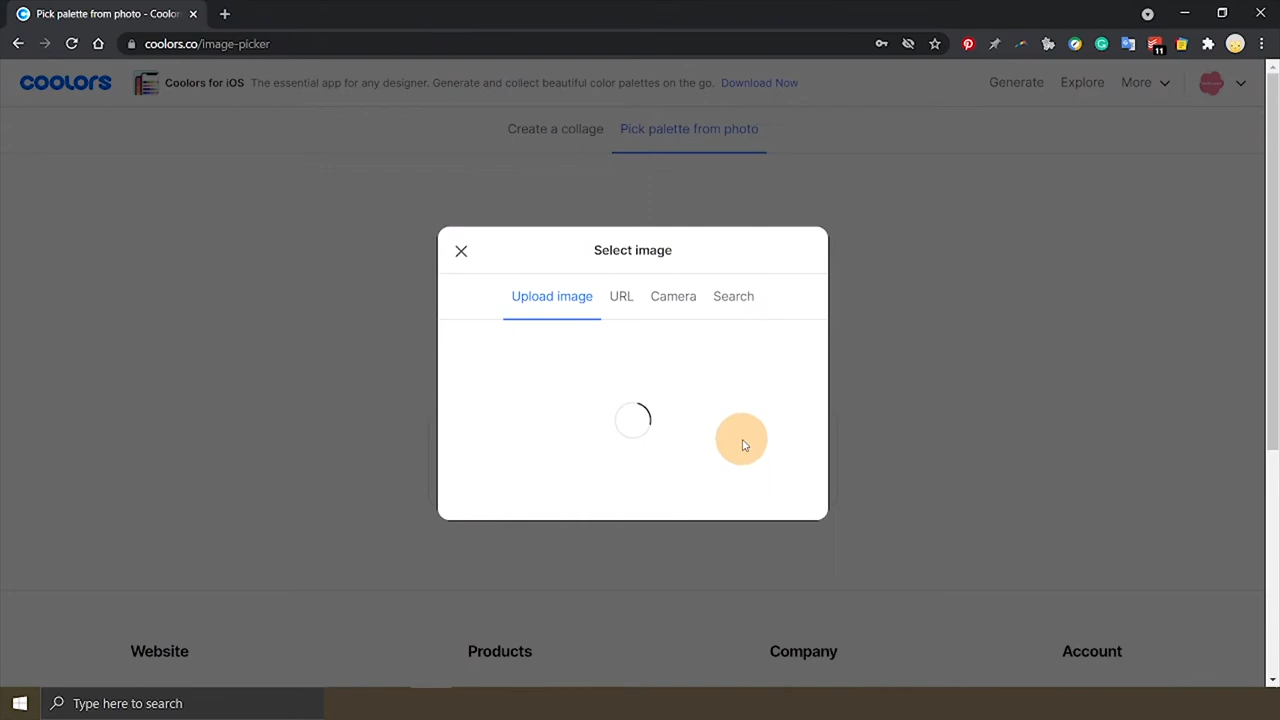 Pick palette from photo - Coolors
coolors.co/image-picker
11
coolors
Coolors for iOS The essential app for any designer. Generate and collect beautiful color palettes on the go. Download Now
Generate Explore More
Create a collage Pick palette from photo
Select image
Upload image URL Camera Search
Website Products Company Account
Type here to search